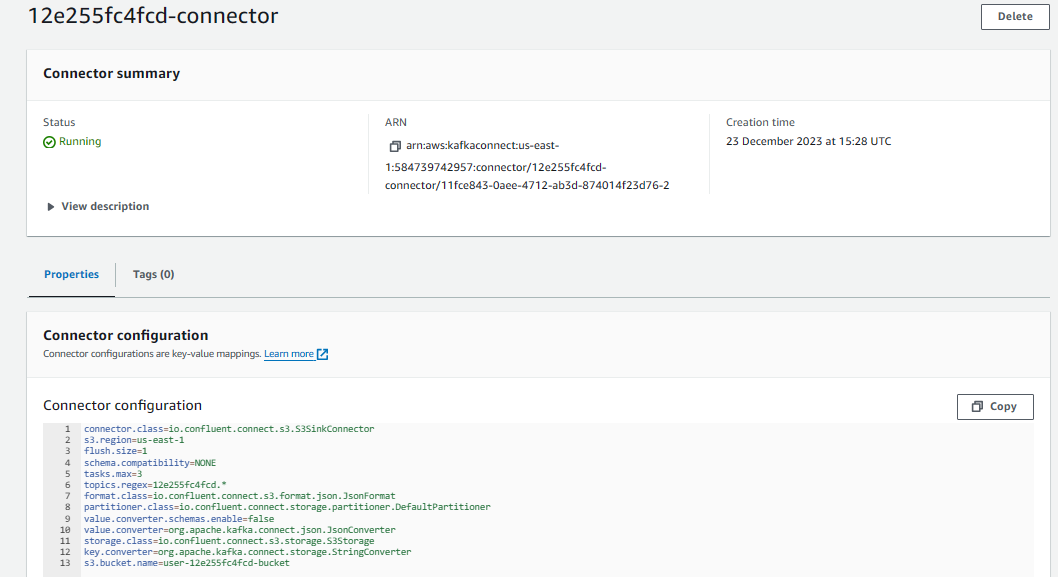 12e255fc4fcd-connector
Delete
Connector summary
Status
Running
ARN
arn:aws:kafkaconnect:us-east-
1:584739742957:connector/12e255fc4fcd-
connector/11fce843-0aee-4712-ab3d-874014f23d76-2
Creation time
23 December 2023 at 15:28 UTC
View description
Properties
Tags (0)
Connector configuration
Connector configurations are key-value mappings. Learn more
Connector configuration
Copy
1 connector.class=io.confluent.connect.s3.S3SinkConnector
2 s3.region=us-east-1
3 flush.size=1
4 schema.compatibility=NONE
5 tasks.max=3
6 topics.regex=12e255fc4fcd.*
7 format.class=io.confluent.connect.s3.format.json.JsonFormat
8 partitioner.class=io.confluent.connect.storage.partitioner.DefaultPartitioner
9 value.converter.schemas.enable=false
10 value.converter=org.apache.kafka.connect.json.JsonConverter
11 storage.class=io.confluent.connect.s3.storage.S3Storage
12 key.converter=org.apache.kafka.connect.storage.StringConverter
13 s3.bucket.name=user-12e255fc4fcd-bucket